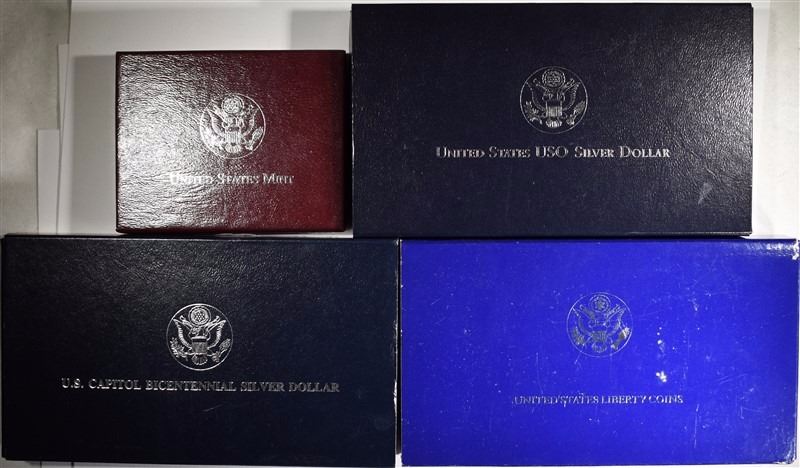 UNITED STATES MINT
UNITED STATES USO SILVER DOLLAR
U.S. CAPITOL BICENTENNIAL SILVER DOLLAR
UNITED STATES LIBERTY COINS